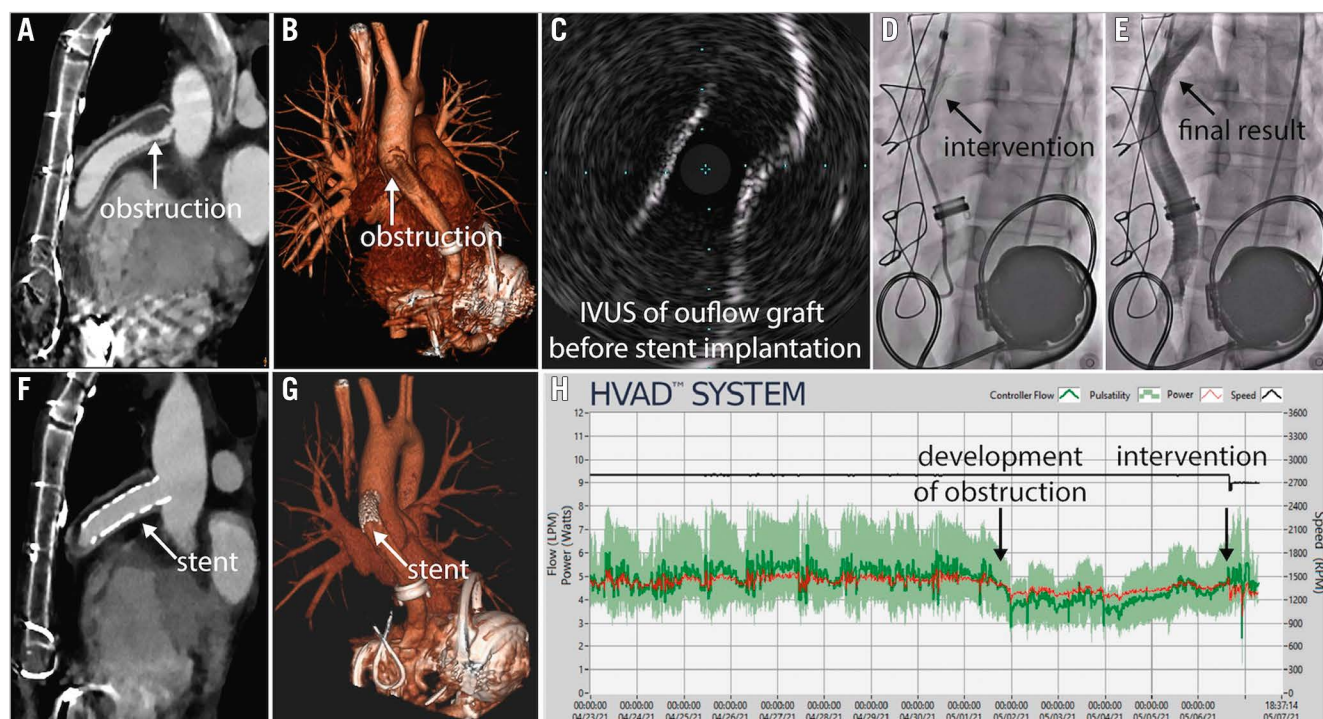 A
obstruction
B
obstruction
C
IVUS of ouflow graft
before stent implantation
D
intervention
E
final result
F
stent
G
stent
H
HVAD™ SYSTEM
Controller Flow Pulsatility Power Speed
development
of obstruction
intervention
Flow (LPM)
Power (Watts)
12
11
10
9
8
7
6
5
4
3
2
1
0
Speed
(RPM)
3600
3300
3000
2700
2400
2100
1800
1500
1200
900
600
300
0
00:00:00 00:00:00 00:00:00 00:00:00 00:00:00 00:00:00 00:00:00 00:00:00 00:00:00 00:00:00 00:00:00 00:00:00 00:00:00 00:00:00 18:37:14
04/23/21 04/24/21 04/25/21 04/26/21 04/27/21 04/28/21 04/29/21 04/30/21 05/01/21 05/02/21 05/03/21 05/04/21 05/05/21 05/06/21 05/07/21